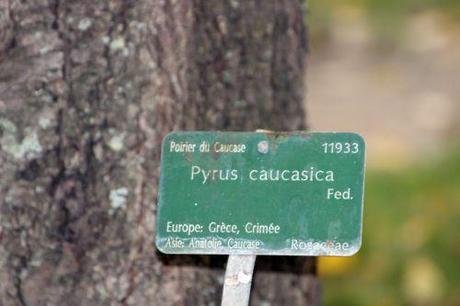 Poirier du Caucase 11933
Pyrus caucasica
Fed.
Europe: Grèce, Crimée
Asie: Anatolie, Caucase Rosaceae